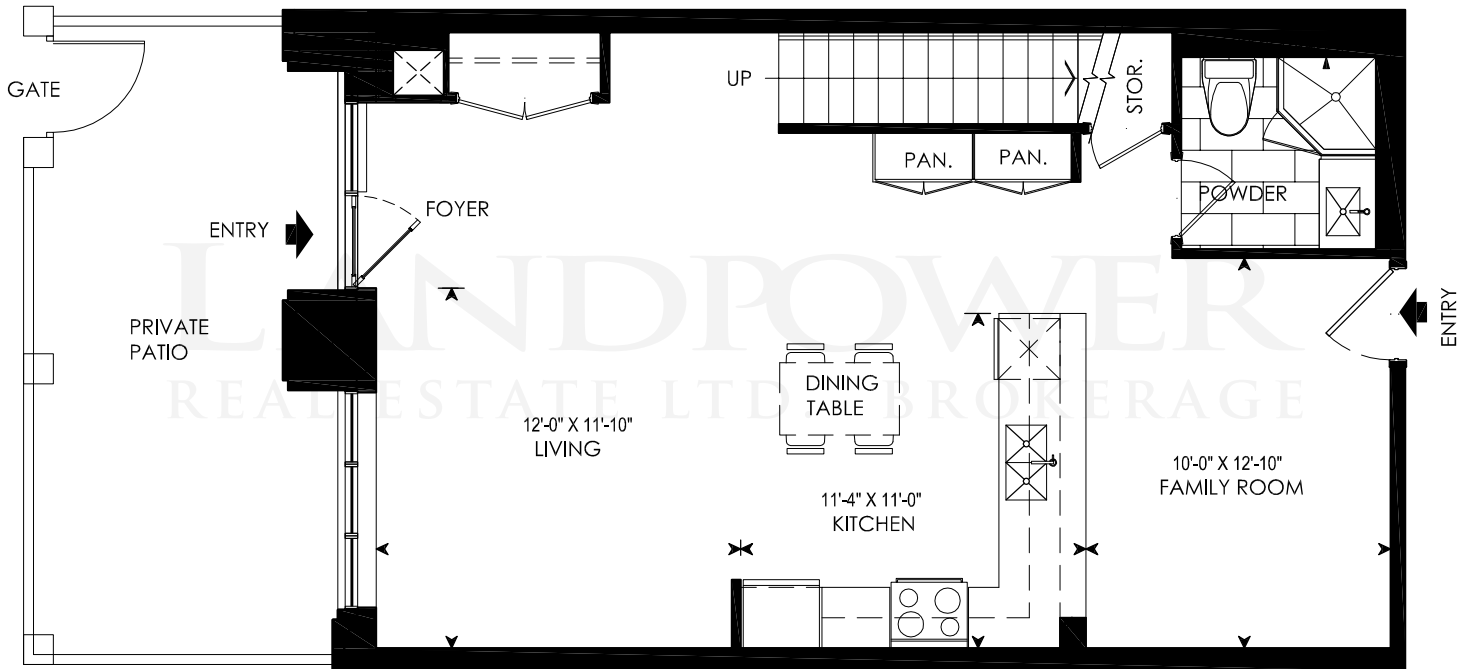 GATE
UP
STOR.
PAN.
PAN.
POWDER
FOYER
ENTRY
LANDPOWER
REAL ESTATE LTD. BROKERAGE
ENTRY
PRIVATE
PATIO
DINING
TABLE
12'-0" X 11'-10"
LIVING
11'-4" X 11'-0"
KITCHEN
10'-0" X 12'-10"
FAMILY ROOM